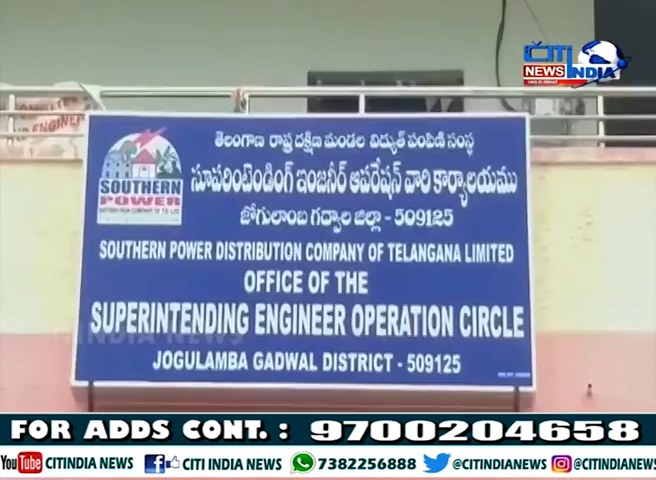 CITI
NEWS INDIA
తెలంగాణ రాష్ట్ర దక్షిణ మండల విద్యుత్ పంపిణి సంస్థ
సూపరింటెండింగ్ ఇంజనీర్ ఆపరేషన్ వారి కార్యాలయము
జోగులాంబ గద్వాల జిల్లా - 509125
SOUTHERN
POWER
SOUTHERN POWER DISTRIBUTION COMPANY OF TELANGANA LIMITED
OFFICE OF THE
SUPERINTENDING ENGINEER OPERATION CIRCLE
JOGULAMBA GADWAL DISTRICT - 509125
INDIA NEWS
FOR ADDS CONT. : 9700204658
YouTube CITINDIA NEWS CITI INDIA NEWS 7382256888 @CITINDIANEWS @CITINDIANEWS